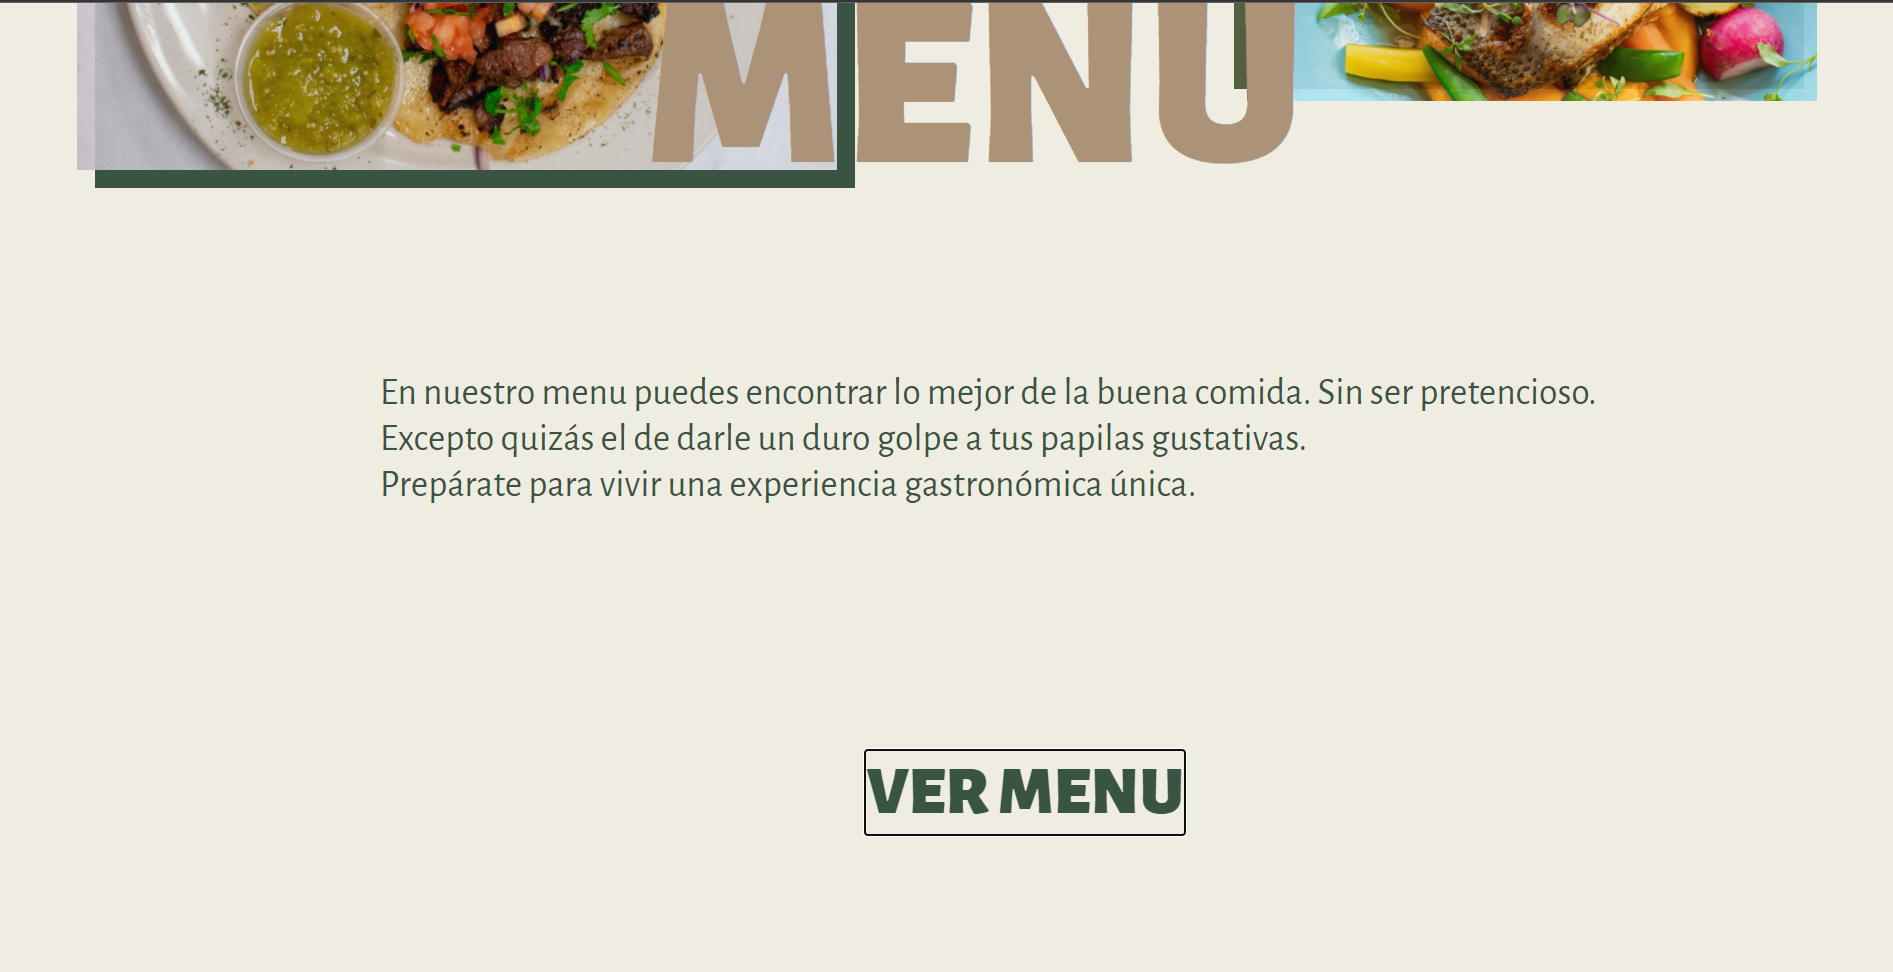 MENU
En nuestro menu puedes encontrar lo mejor de la buena comida. Sin ser pretencioso.
Excepto quizás el de darle un duro golpe a tus papilas gustativas.
Prepárate para vivir una experiencia gastronómica única.
VER MENU